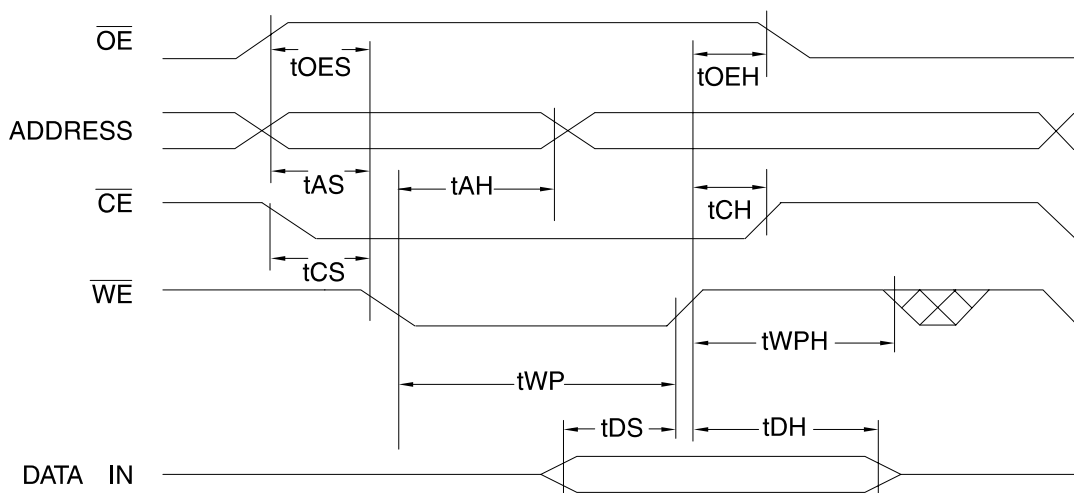 OE
tOES
tOEH
ADDRESS
tAS
tAH
CE
tCH
tCS
WE
tWPH
tWP
tDS
tDH
DATA IN